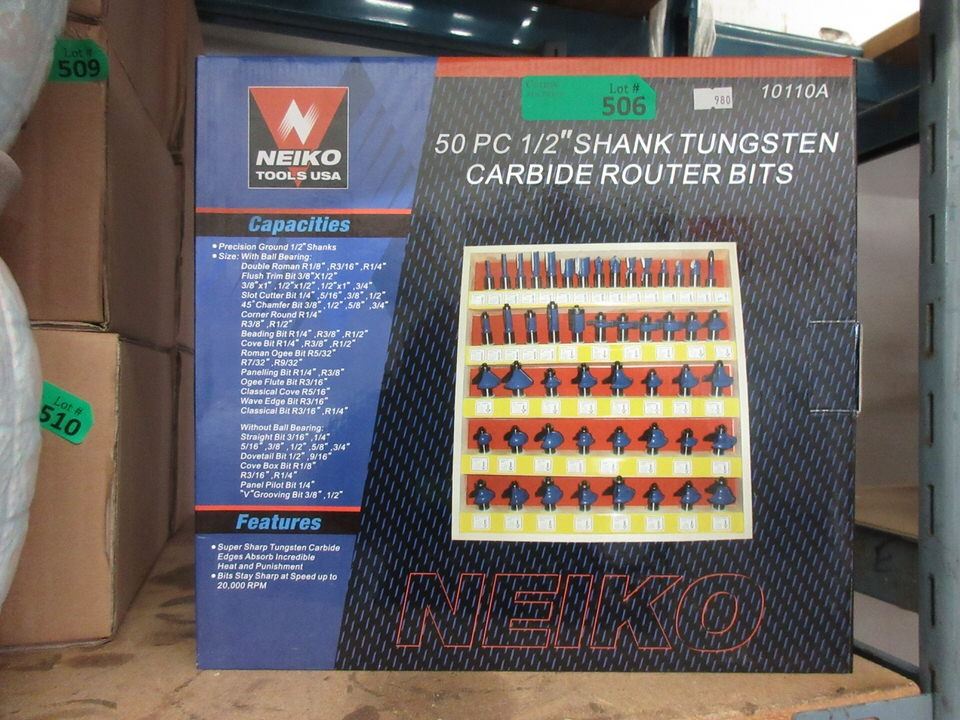 Lot #
509
Lot #
510
Lot #
506
980
10110A
NEIKO
TOOLS USA
50 PC 1/2" SHANK TUNGSTEN
CARBIDE ROUTER BITS
Capacities
• Precision Ground 1/2" Shanks
• Size: With Ball Bearing:
Double Roman R1/8" ,R3/16" ,R1/4"
Flush Trim Bit 3/8"X1/2"
3/8"x1" ,1/2"x1/2" ,1/2"x1" ,3/4"
Slot Cutter Bit 1/4" ,5/16" ,3/8" ,1/2"
45° Chamfer Bit 3/8" ,1/2" ,5/8" ,3/4"
Corner Round R1/4"
R3/8" ,R1/2"
Beading Bit R1/4" ,R3/8" ,R1/2"
Cove Bit R1/4" ,R3/8" ,R1/2"
Roman Ogee Bit R5/32"
R7/32" ,R9/32"
Panelling Bit R1/4" ,R3/8"
Ogee Flute Bit R3/16"
Classical Cove R5/16"
Wave Edge Bit R3/16"
Classical Bit R3/16" ,R1/4"
Without Ball Bearing:
Straight Bit 3/16" ,1/4"
5/16" ,3/8" ,1/2" ,5/8" ,3/4"
Dovetail Bit 1/2" ,9/16"
Cove Box Bit R1/8"
R3/16" ,R1/4"
Panel Pilot Bit 1/4"
"V"Grooving Bit 3/8" ,1/2"
Features
• Super Sharp Tungsten Carbide
Edges Absorb Incredible
Heat and Punishment
• Bits Stay Sharp at Speed up to
20,000 RPM
NEIKO